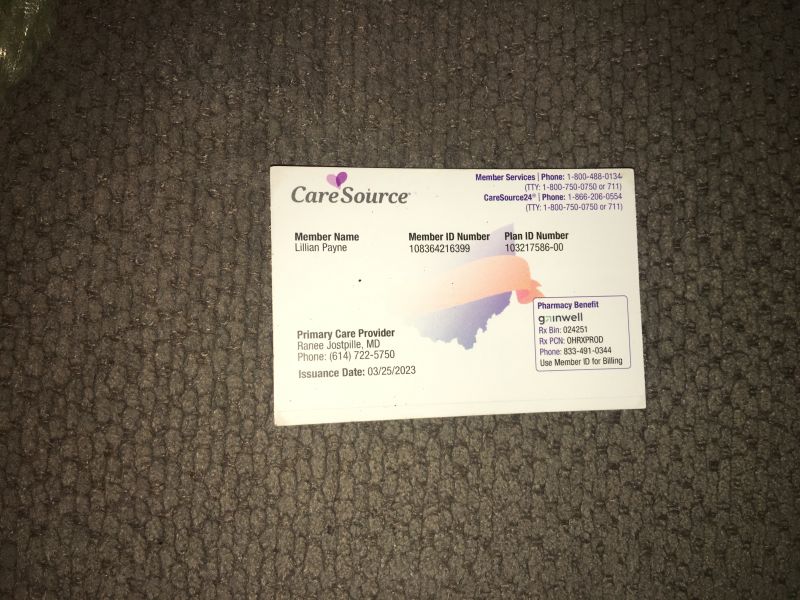 CareSource®
Member Services | Phone: 1-800-488-0134
(TTY: 1-800-750-0750 or 711)
CareSource24® | Phone: 1-866-206-0554
(TTY: 1-800-750-0750 or 711)
Member Name
Lillian Payne
Member ID Number
108364216399
Plan ID Number
103217586-00
Primary Care Provider
Ranee Jostpille, MD
Phone: (614) 722-5750
Issuance Date: 03/25/2023
Pharmacy Benefit
gainwell
Rx Bin: 024251
Rx PCN: OHRXPROD
Phone: 833-491-0344
Use Member ID for Billing